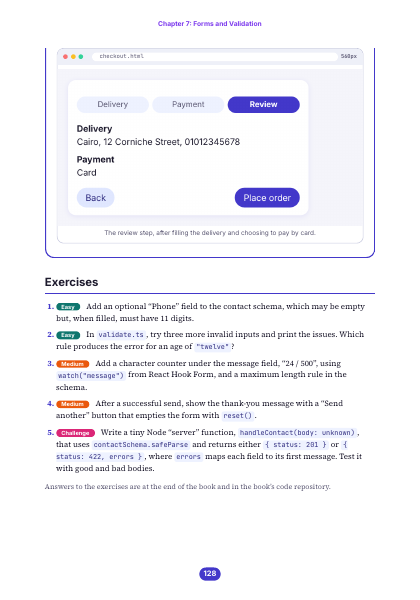 Chapter 7: Forms and Validation
checkout.html 560px
Delivery Payment Review
Delivery
Cairo, 12 Corniche Street, 01012345678
Payment
Card
Back Place order
The review step, after filling the delivery and choosing to pay by card.
Exercises
1. Easy Add an optional “Phone” field to the contact schema, which may be empty
but, when filled, must have 11 digits.
2. Easy In validate.ts, try three more invalid inputs and print the issues. Which
rule produces the error for an age of "twelve"?
3. Medium Add a character counter under the message field, “24 / 500”, using
watch("message") from React Hook Form, and a maximum length rule in the
schema.
4. Medium After a successful send, show the thank-you message with a “Send
another” button that empties the form with reset().
5. Challenge Write a tiny Node “server” function, handleContact(body: unknown),
that uses contactSchema.safeParse and returns either { status: 201 } or {
status: 422, errors }, where errors maps each field to its first message. Test it
with good and bad bodies.
Answers to the exercises are at the end of the book and in the book’s code repository.
128